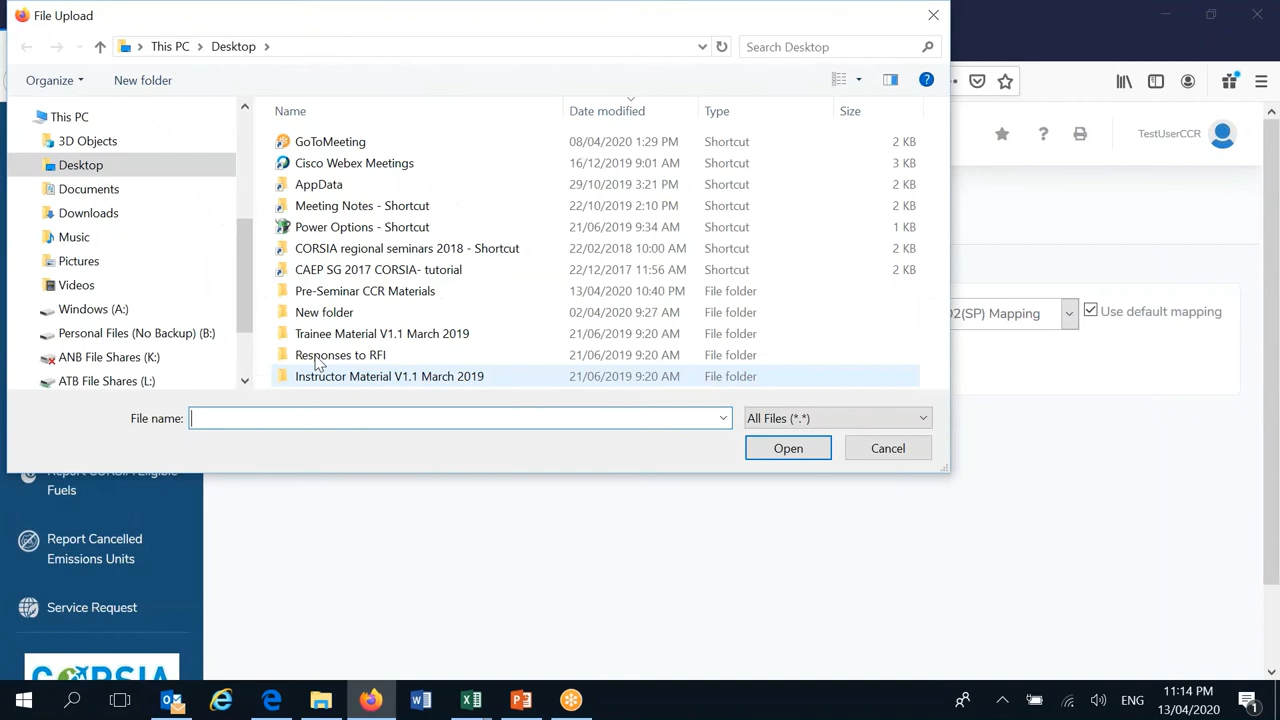 File Upload
This PC
Desktop
Search Desktop
Organize
New folder
TestUserCCR
This PC
3D Objects
Desktop
Documents
Downloads
Music
Pictures
Videos
Windows (A:)
Personal Files (No Backup) (B:)
ANB File Shares (K:)
ATB File Shares (L:)
Name Date modified Type Size
GoToMeeting 08/04/2020 1:29 PM Shortcut 2 KB
Cisco Webex Meetings 16/12/2019 9:01 AM Shortcut 3 KB
AppData 29/10/2019 3:21 PM Shortcut 2 KB
Meeting Notes - Shortcut 22/10/2019 2:10 PM Shortcut 2 KB
Power Options - Shortcut 21/06/2019 9:34 AM Shortcut 1 KB
CORSIA regional seminars 2018 - Shortcut 22/02/2018 10:00 AM Shortcut 2 KB
CAEP SG 2017 CORSIA- tutorial 22/12/2017 11:56 AM Shortcut 2 KB
Pre-Seminar CCR Materials 13/04/2020 10:40 PM File folder
New folder 02/04/2020 9:27 AM File folder
Trainee Material V1.1 March 2019 21/06/2019 9:20 AM File folder
Responses to RFI 21/06/2019 9:20 AM File folder
Instructor Material V1.1 March 2019 21/06/2019 9:20 AM File folder
O2(SP) Mapping
Use default mapping
File name:
All Files (*.*)
Open
Cancel
Report CORSIA Eligible
Fuels
Report Cancelled
Emissions Units
Service Request
CORSIA
ENG
11:14 PM
13/04/2020
1